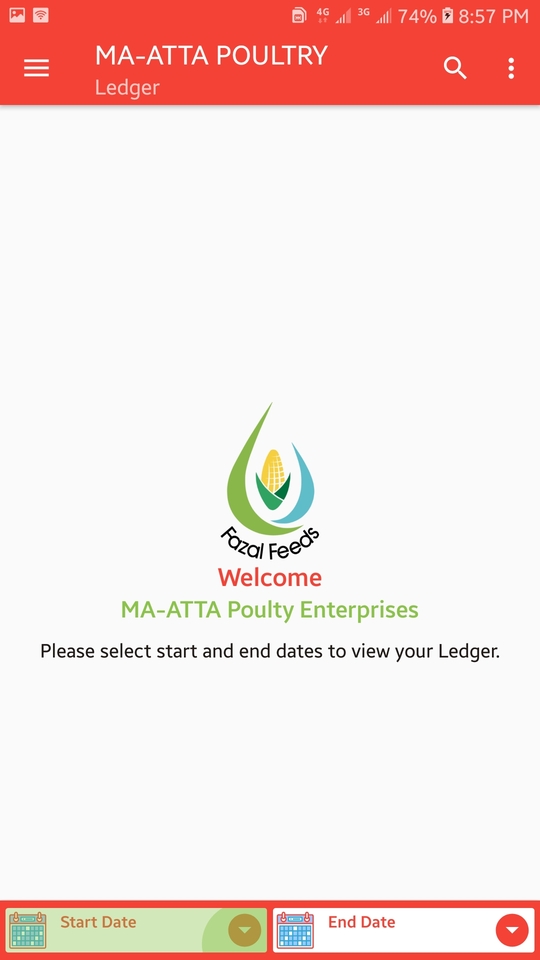 4G 3G 74% 8:57 PM
MA-ATTA POULTRY
Ledger
Fazal Feeds
Welcome
MA-ATTA Poulty Enterprises
Please select start and end dates to view your Ledger.
Start Date
End Date